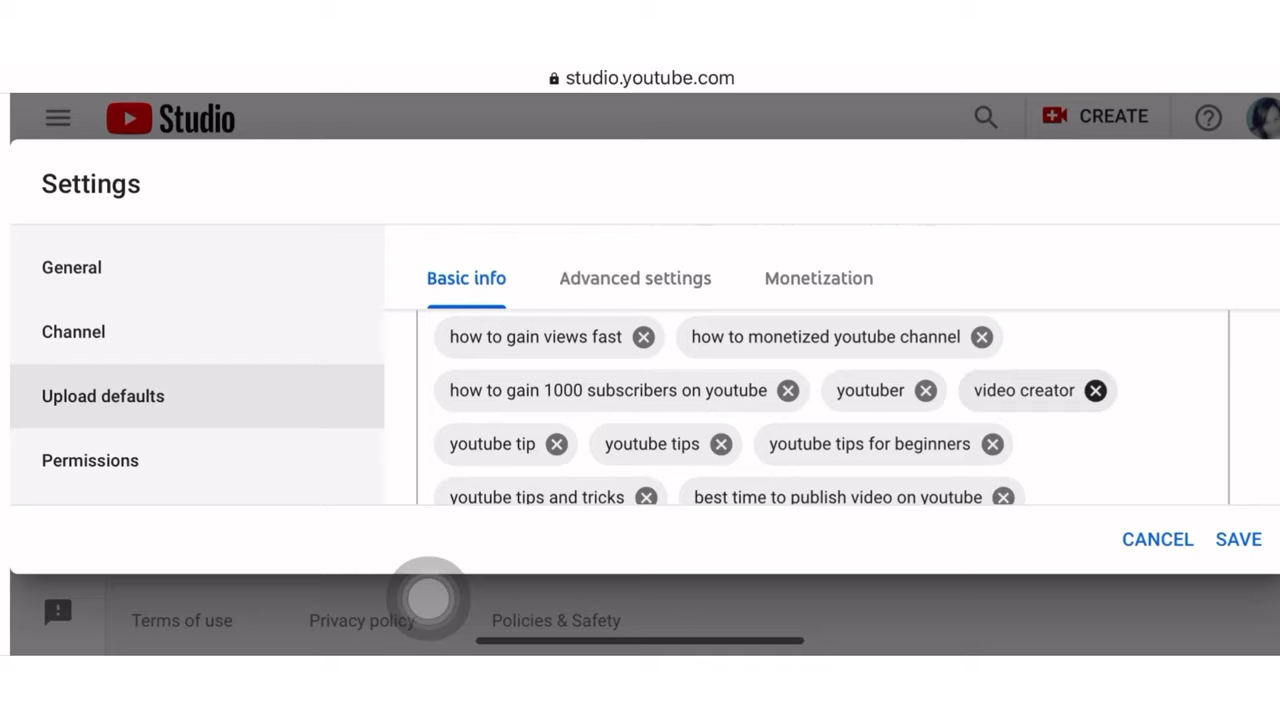 studio.youtube.com
Studio
CREATE
Settings
General
Channel
Upload defaults
Permissions
Basic info Advanced settings Monetization
how to gain views fast how to monetized youtube channel
how to gain 1000 subscribers on youtube youtuber video creator
youtube tip youtube tips youtube tips for beginners
youtube tips and tricks best time to publish video on youtube
CANCEL SAVE
Terms of use Privacy policy Policies & Safety